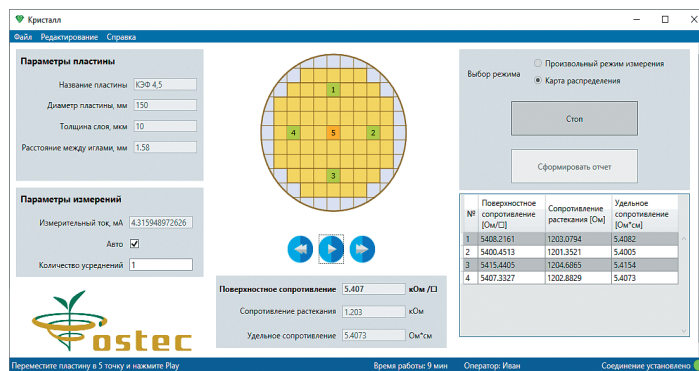 Кристалл
Файл Редактирование Справка
Параметры пластины
Название пластины КЭФ 4,5
Диаметр пластины, мм 150
Толщина слоя, мкм 10
Расстояние между иглами, мм 1.58
Параметры измерений
Измерительный ток, мА 4.315948972626
Авто
Количество усреднений 1
ostec
1
4 5 2
3
Поверхностное сопротивление 5.407 кОм /□
Сопротивление растекания 1.203 кОм
Удельное сопротивление 5.4073 Ом*см
Выбор режима
Произвольный режим измерения
Карта распределения
Стоп
Сформировать отчет
№ Поверхностное сопротивление [Ом/□] Сопротивление растекания [Ом] Удельное сопротивление [Ом*см]
1 5408.2161 1203.0794 5.4082
2 5400.4513 1201.3521 5.4005
3 5415.4405 1204.6865 5.4154
4 5407.3327 1202.8829 5.4073
Переместите пластину в 5 точку и нажмите Play
Время работы: 9 мин
Оператор: Иван
Соединение установлено